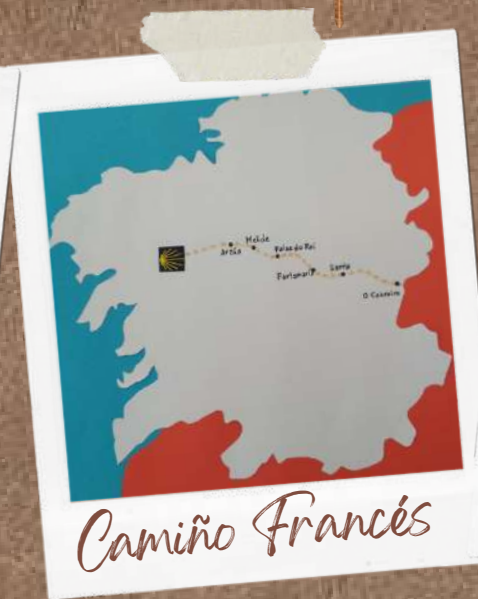 Melide
Arzúa
Palas de Rei
Portomarín
Sarria
O Cebreiro
Camiño Francés